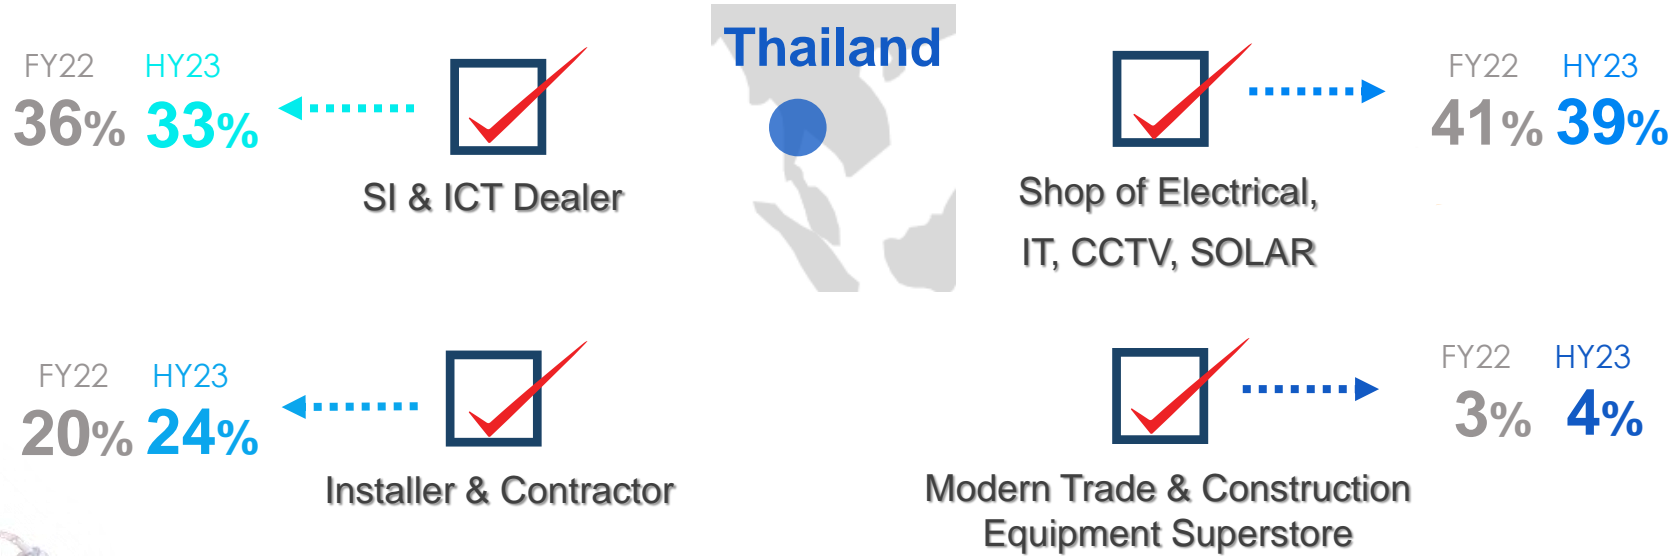 Thailand
FY22 HY23
36% 33%
SI & ICT Dealer
FY22 HY23
41% 39%
Shop of Electrical,
IT, CCTV, SOLAR
FY22 HY23
20% 24%
Installer & Contractor
FY22 HY23
3% 4%
Modern Trade & Construction
Equipment Superstore